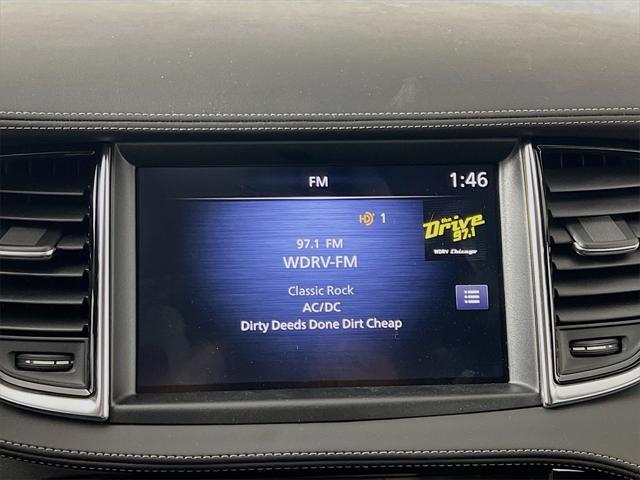 FM
1:46
HD 1
the
Drive
97.1
WDRV Chicago
97.1 FM
WDRV-FM
Classic Rock
AC/DC
Dirty Deeds Done Dirt Cheap